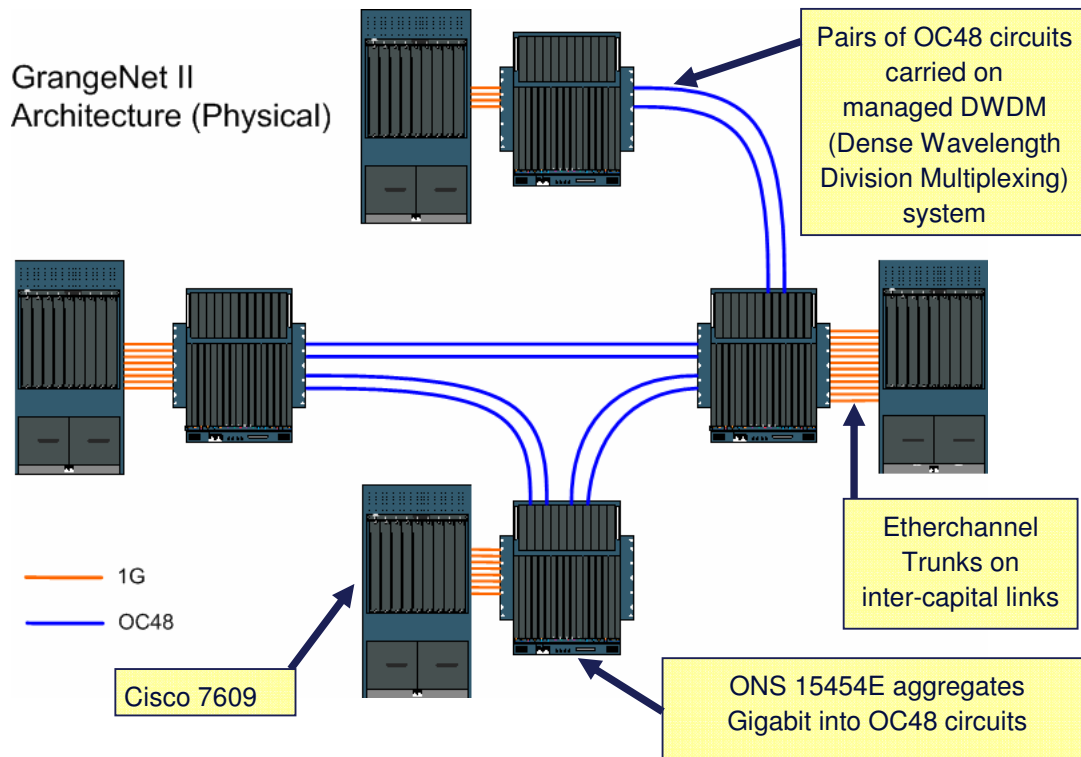 GrangeNet II
Architecture (Physical)
Pairs of OC48 circuits
carried on
managed DWDM
(Dense Wavelength
Division Multiplexing)
system
Etherchannel
Trunks on
inter-capital links
1G
OC48
Cisco 7609
ONS 15454E aggregates
Gigabit into OC48 circuits